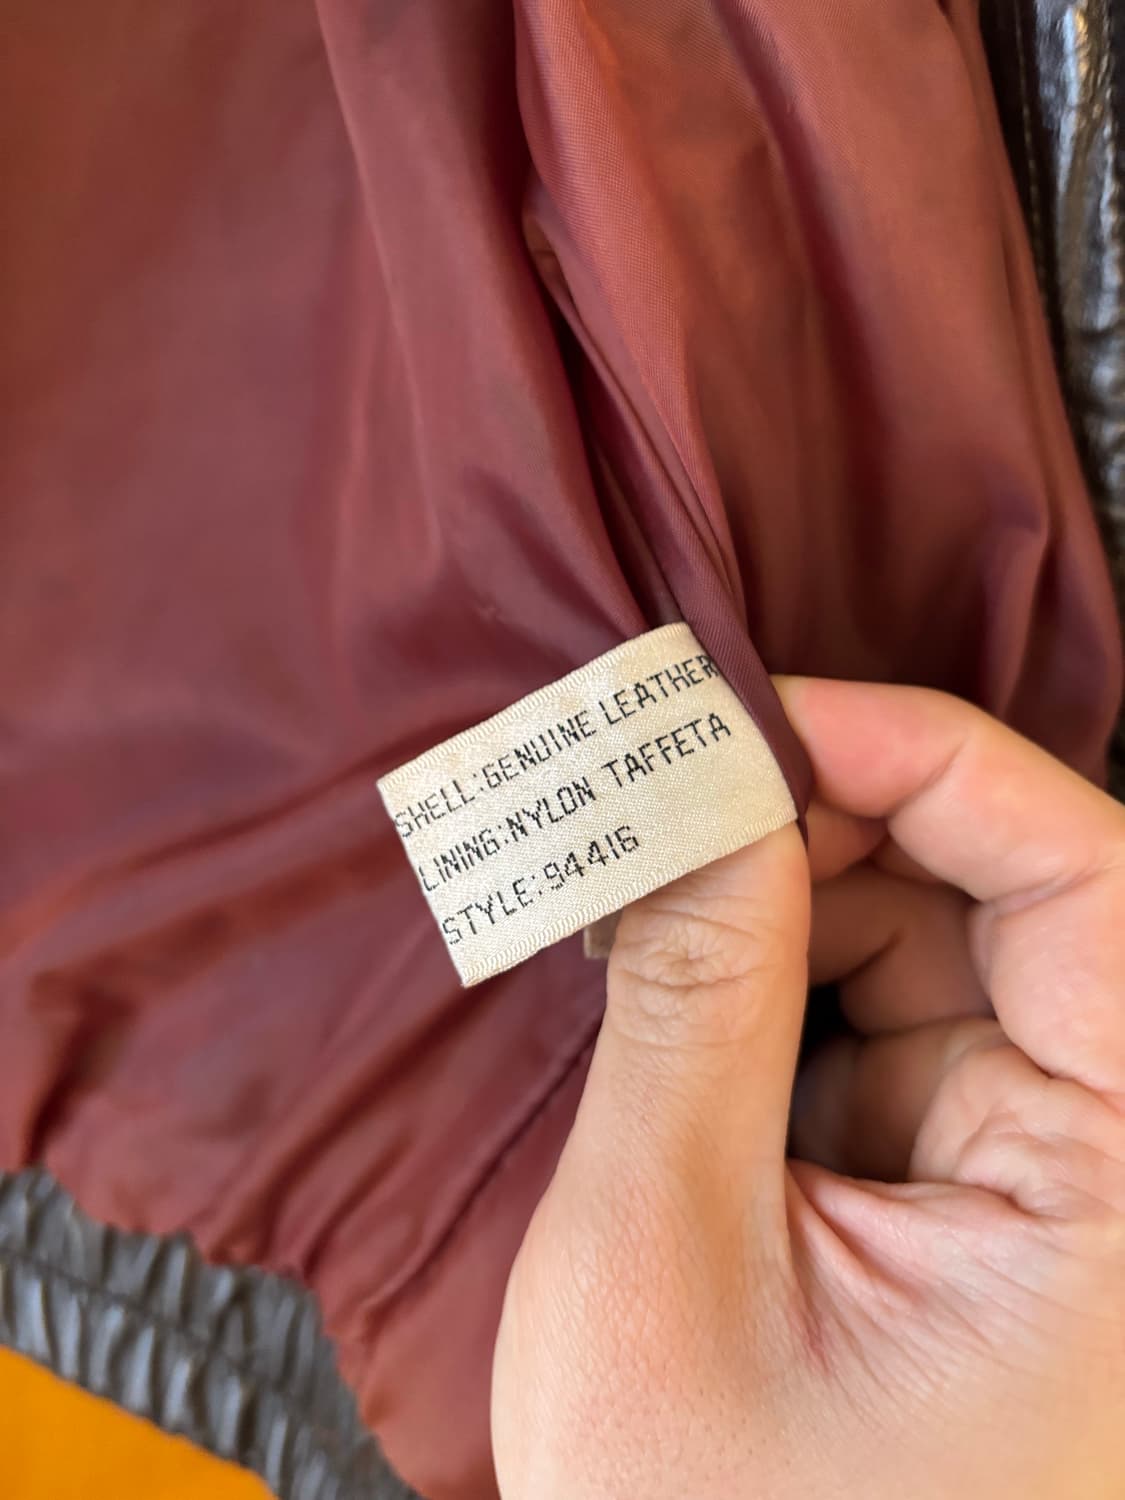 SHELL:GENUINE LEATHER
LINING:NYLON TAFFETA
STYLE:94416